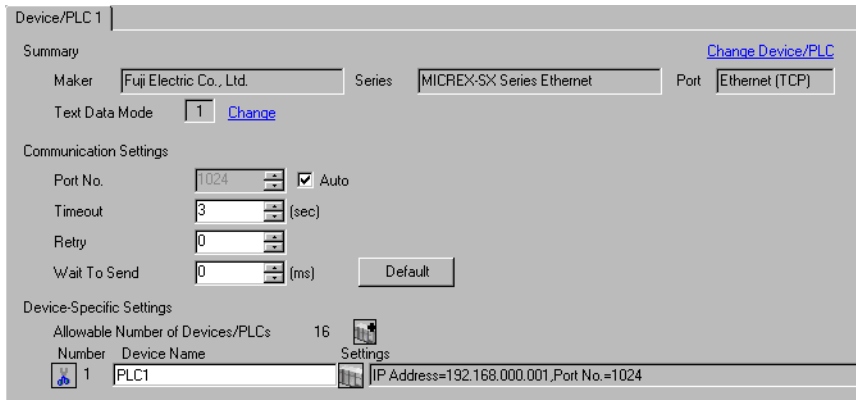 Device/PLC 1
Summary Change Device/PLC
Maker Fuji Electric Co., Ltd. Series MICREX-SX Series Ethernet Port Ethernet (TCP)
Text Data Mode 1 Change
Communication Settings
Port No. 1024 Auto
Timeout 3 (sec)
Retry 0
Wait To Send 0 (ms) Default
Device-Specific Settings
Allowable Number of Devices/PLCs 16
Number Device Name Settings
1 PLC1 IP Address=192.168.000.001,Port No.=1024